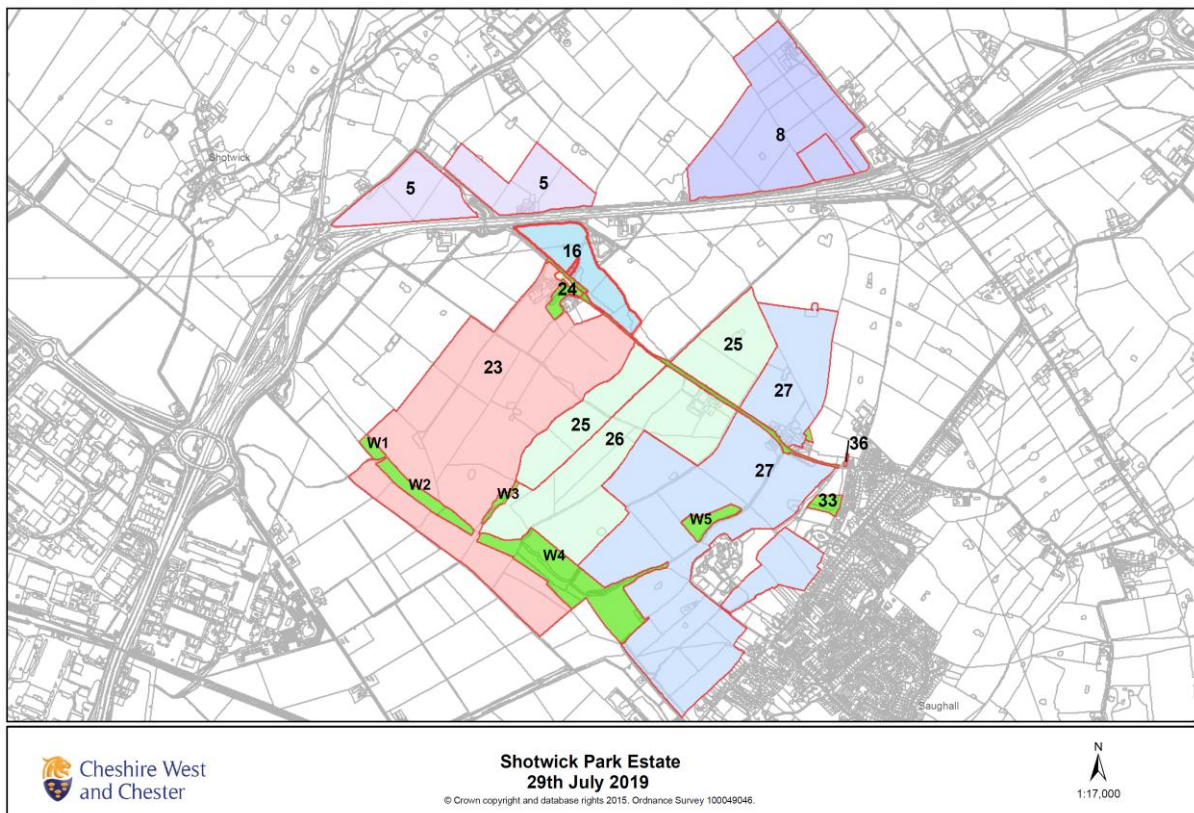 8
Shotwick
5
5
16
24
25
23
27
25
26
36
W1
27
W2
W3
33
W5
W4
Saughall
Cheshire West
and Chester
Shotwick Park Estate
29th July 2019
© Crown copyright and database rights 2015. Ordnance Survey 100049046.
N
1:17,000